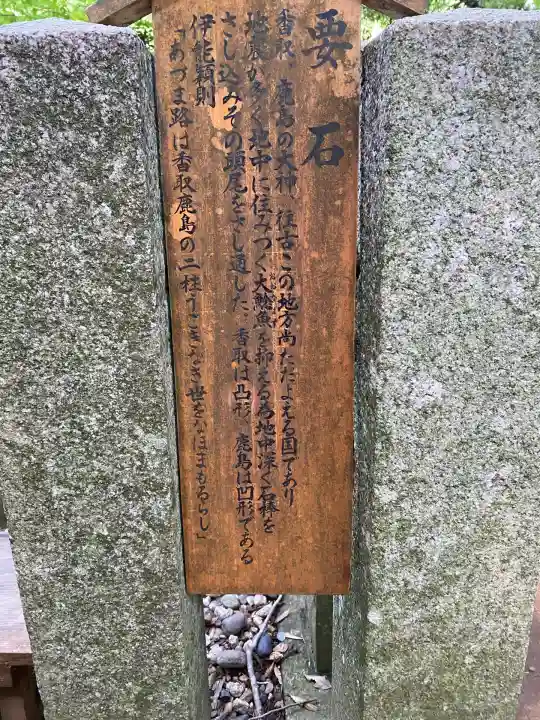 要石
香取、鹿島の大神、往古この地方尚ただよえる国であり
地震が多く地中に住みつく大鯰魚を抑える為地中深く石棒を
さし込みその頭尾をさし通した。香取は凸形、鹿島は凹形である
伊能穎則
「あづま路は香取鹿島の二柱うごきなき世をなほまもるらし」